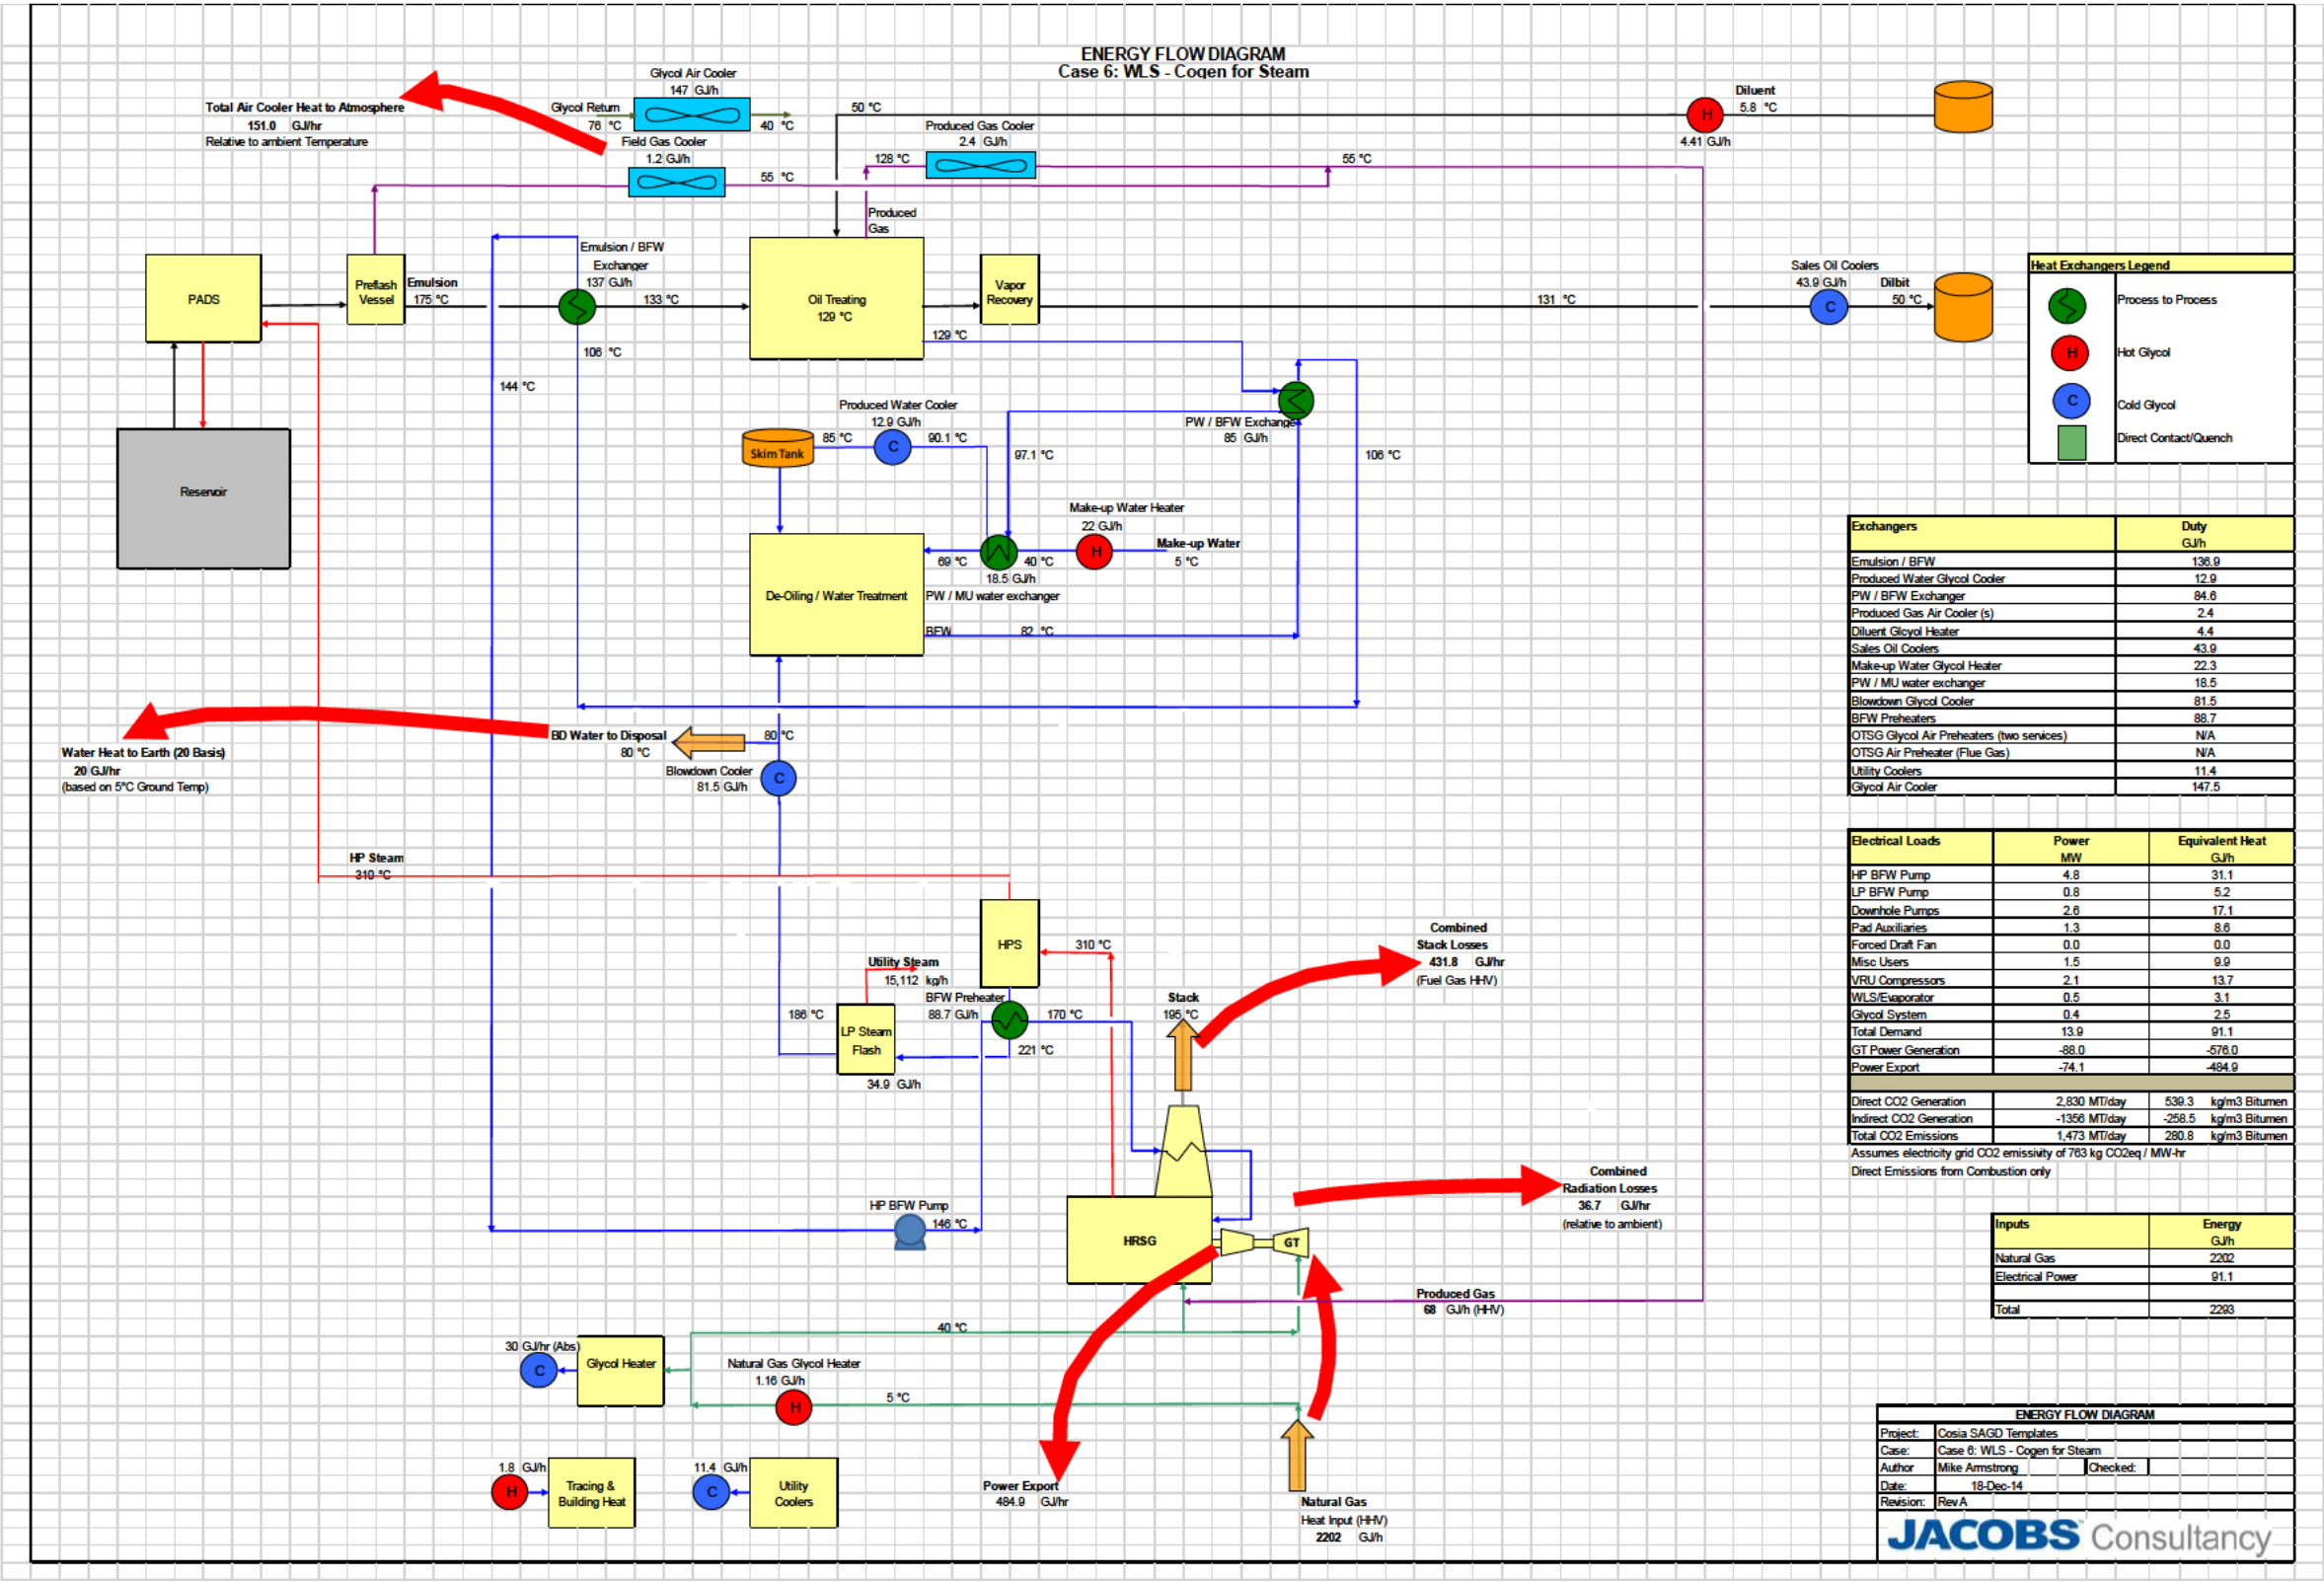 ENERGY FLOW DIAGRAM
Case 6: WLS - Cogen for Steam
Glycol Air Cooler
147 GJ/h
Total Air Cooler Heat to Atmosphere
151.0 GJ/hr
Relative to ambient Temperature
Glycol Return
76 °C
40 °C
Field Gas Cooler
1.2 GJ/h
55 °C
50 °C
Produced Gas Cooler
2.4 GJ/h
128 °C
55 °C
Diluent
5.8 °C
H
4.41 GJ/h
Produced
Gas
PADS
Preflash
Vessel
Emulsion
175 °C
Emulsion / BFW
Exchanger
137 GJ/h
133 °C
106 °C
144 °C
Oil Treating
129 °C
Vapor
Recovery
129 °C
131 °C
Sales Oil Coolers
43.9 GJ/h
C
Dilbit
50 °C
Heat Exchangers Legend
Process to Process
H
Hot Glycol
C
Cold Glycol
Direct Contact/Quench
Reservoir
Produced Water Cooler
12.9 GJ/h
Skim Tank
85 °C
C
90.1 °C
97.1 °C
PW / BFW Exchange
85 GJ/h
106 °C
Make-up Water Heater
22 GJ/h
Make-up Water
5 °C
H
40 °C
69 °C
18.5 GJ/h
PW / MU water exchanger
De-Oiling / Water Treatment
BFW
82 °C
Exchangers
Duty
GJ/h
Emulsion / BFW 136.9
Produced Water Glycol Cooler 12.9
PW / BFW Exchanger 84.6
Produced Gas Air Cooler (s) 2.4
Diluent Glcyol Heater 4.4
Sales Oil Coolers 43.9
Make-up Water Glycol Heater 22.3
PW / MU water exchanger 18.5
Blowdown Glycol Cooler 81.5
BFW Preheaters 88.7
OTSG Glycol Air Preheaters (two services) N/A
OTSG Air Preheater (Flue Gas) N/A
Utility Coolers 11.4
Glycol Air Cooler 147.5
Water Heat to Earth (20 Basis)
20 GJ/hr
(based on 5°C Ground Temp)
BD Water to Disposal
80 °C
80 °C
Blowdown Cooler
81.5 GJ/h
C
HP Steam
310 °C
HPS
310 °C
Utility Steam
15,112 kg/h
BFW Preheater
88.7 GJ/h
186 °C
LP Steam
Flash
34.9 GJ/h
170 °C
221 °C
Stack
195 °C
Combined
Stack Losses
431.8 GJ/hr
(Fuel Gas HHV)
Electrical Loads Power Equivalent Heat
MW GJ/h
HP BFW Pump 4.8 31.1
LP BFW Pump 0.8 5.2
Downhole Pumps 2.6 17.1
Pad Auxiliaries 1.3 8.6
Forced Draft Fan 0.0 0.0
Misc Users 1.5 9.9
VRU Compressors 2.1 13.7
WLS/Evaporator 0.5 3.1
Glycol System 0.4 2.5
Total Demand 13.9 91.1
GT Power Generation -88.0 -576.0
Power Export -74.1 -484.9
Direct CO2 Generation 2,830 MT/day 539.3 kg/m3 Bitumen
Indirect CO2 Generation -1356 MT/day -258.5 kg/m3 Bitumen
Total CO2 Emissions 1,473 MT/day 280.8 kg/m3 Bitumen
Assumes electricity grid CO2 emissivity of 763 kg CO2eq / MW-hr
Direct Emissions from Combustion only
HP BFW Pump
146 °C
HRSG
GT
Combined
Radiation Losses
36.7 GJ/hr
(relative to ambient)
Inputs Energy
GJ/h
Natural Gas 2202
Electrical Power 91.1
Total 2293
Produced Gas
68 GJ/h (HHV)
40 °C
30 GJ/hr (Abs)
C
Glycol Heater
Natural Gas Glycol Heater
1.16 GJ/h
H
5 °C
1.8 GJ/h
H
Tracing &
Building Heat
11.4 GJ/h
C
Utility
Coolers
Power Export
484.9 GJ/hr
Natural Gas
Heat Input (HHV)
2202 GJ/h
ENERGY FLOW DIAGRAM
Project: Cosia SAGD Templates
Case: Case 6: WLS - Cogen for Steam
Author Mike Armstrong Checked:
Date: 18-Dec-14
Revision: Rev A
JACOBS Consultancy